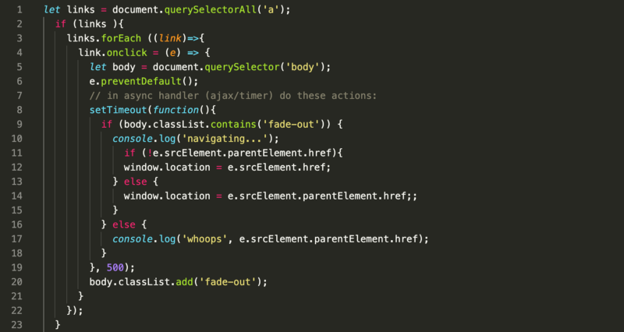 1 let links = document.querySelectorAll('a');
2 if (links ){
3 links.forEach ((link)=>{
4 link.onclick = (e) => {
5 let body = document.querySelector('body');
6 e.preventDefault();
7 // in async handler (ajax/timer) do these actions:
8 setTimeout(function(){
9 if (body.classList.contains('fade-out')) {
10 console.log('navigating...');
11 if (!e.srcElement.parentElement.href){
12 window.location = e.srcElement.href;
13 } else {
14 window.location = e.srcElement.parentElement.href;;
15 }
16 } else {
17 console.log('whoops', e.srcElement.parentElement.href);
18 }
19 }, 500);
20 body.classList.add('fade-out');
21 }
22 });
23 }